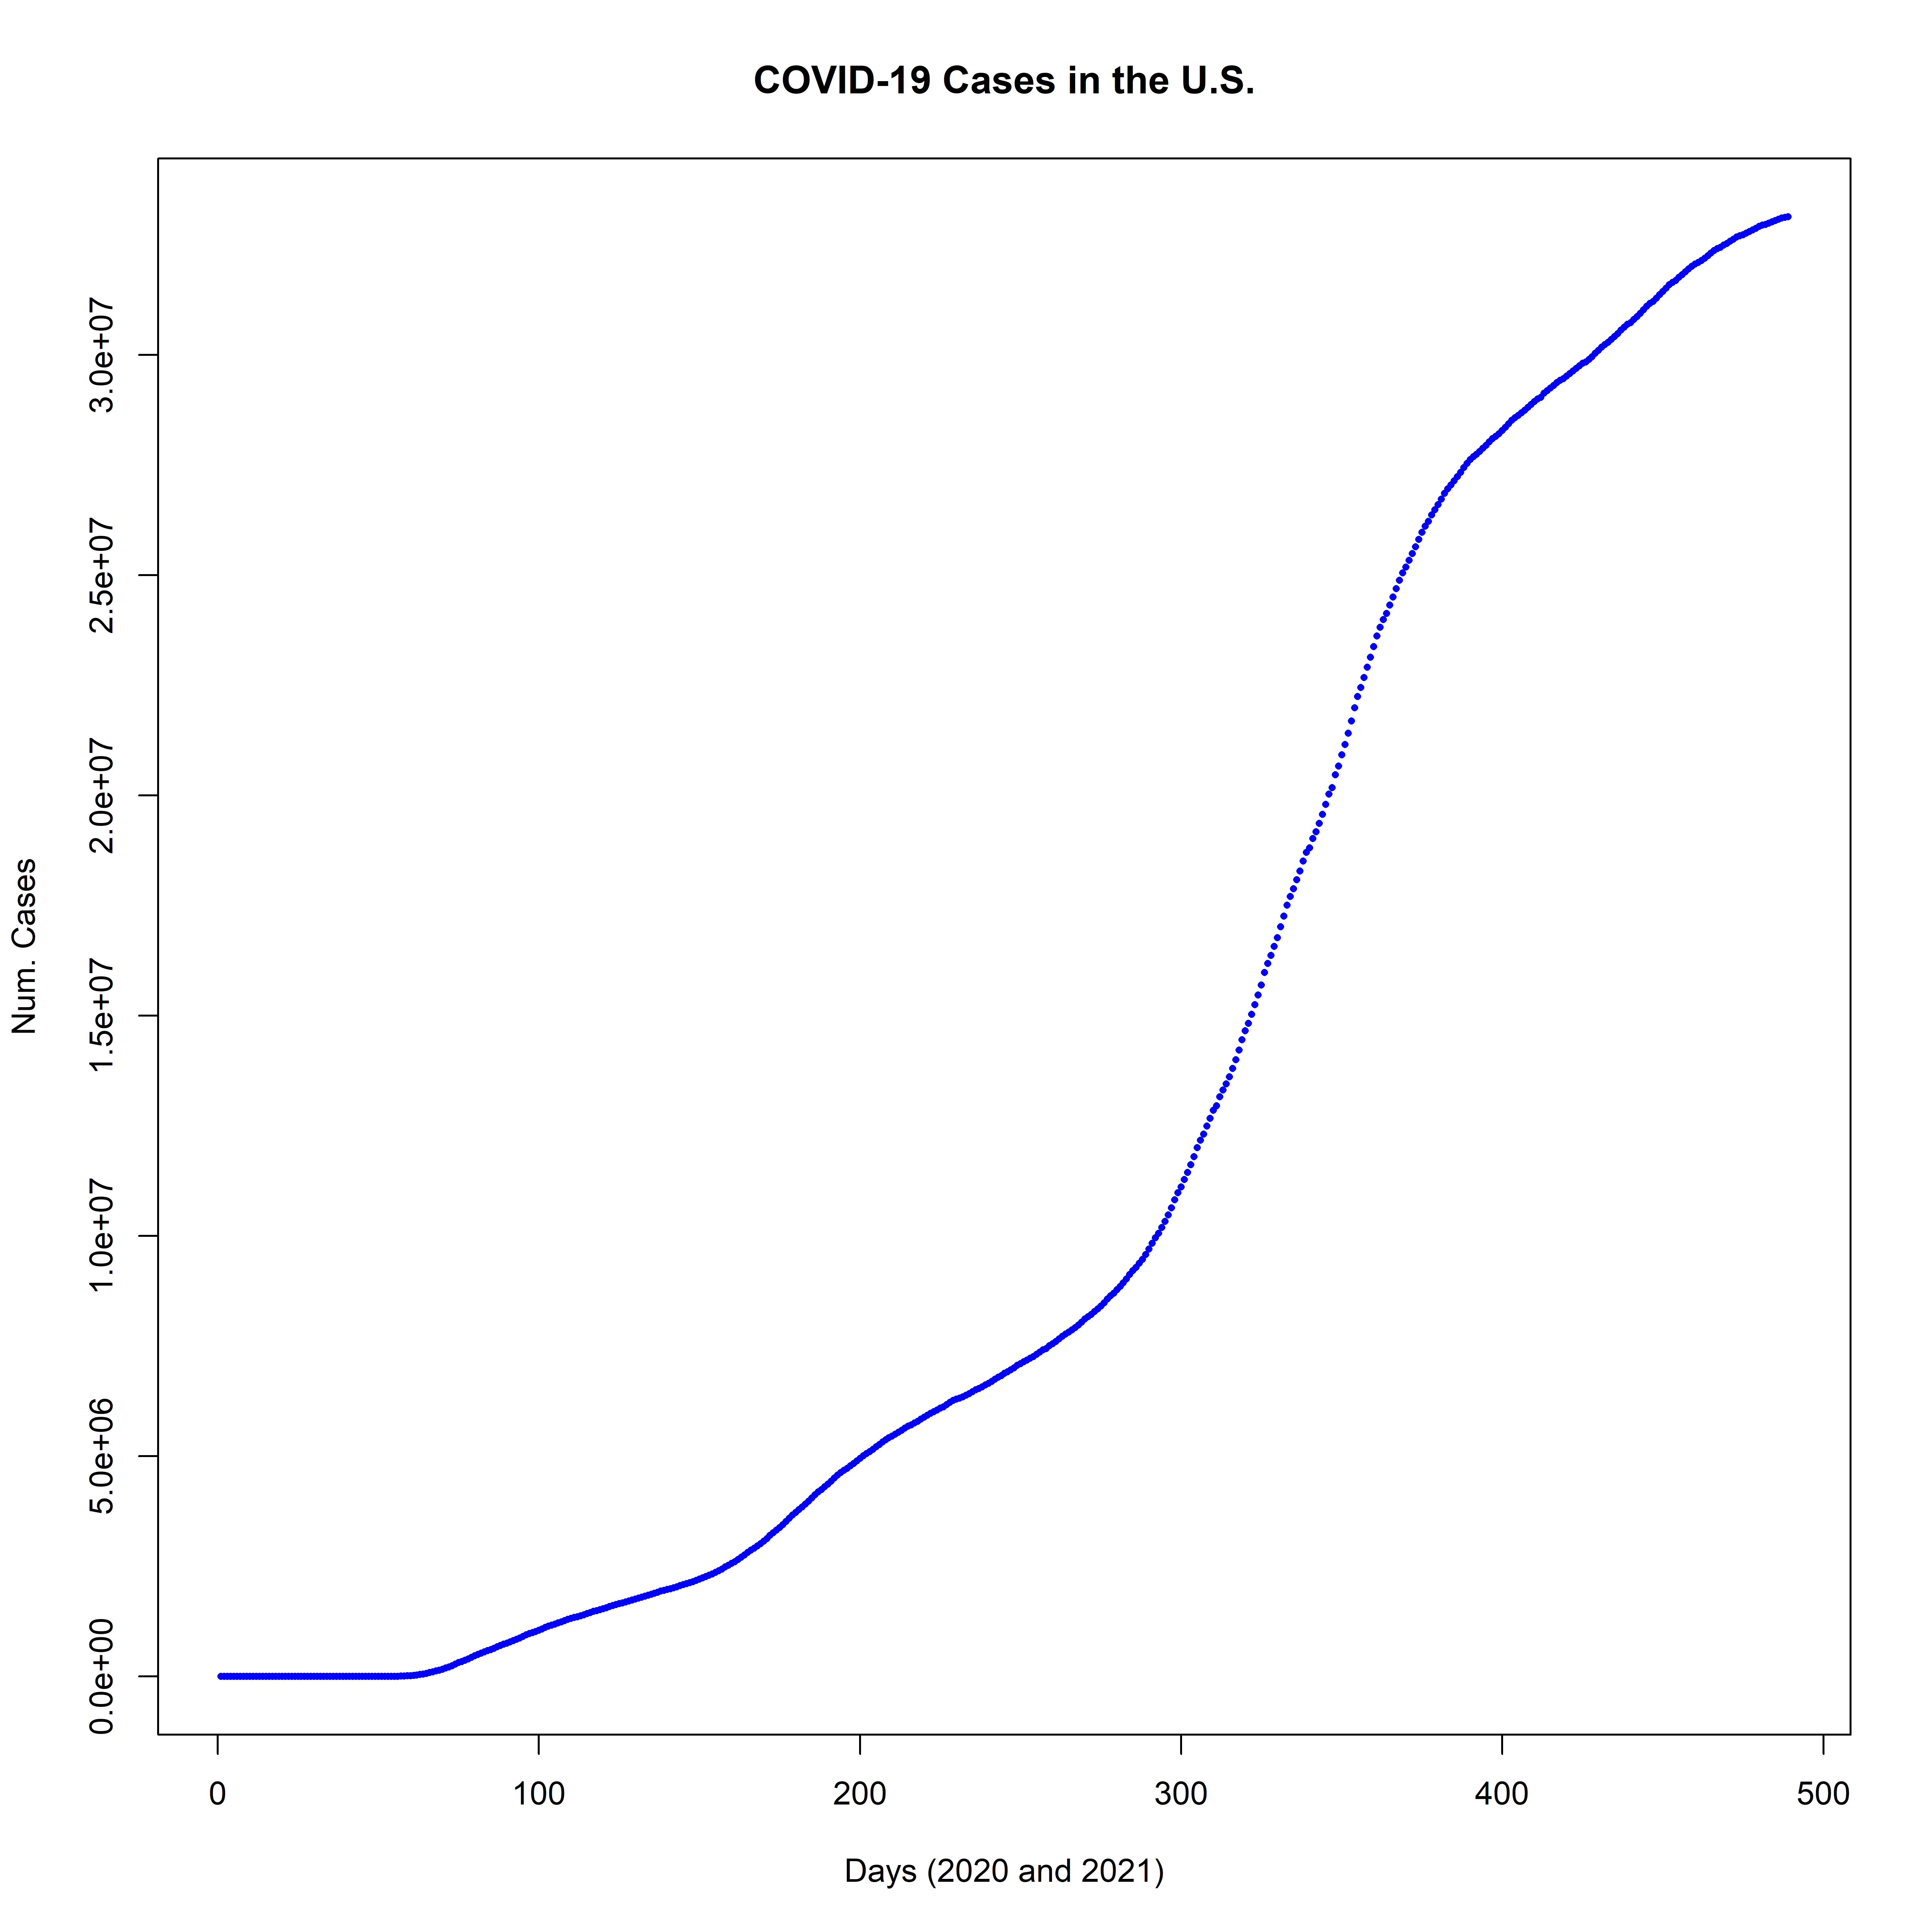 COVID-19 Cases in the U.S.
Num. Cases
3.0e+07
2.5e+07
2.0e+07
1.5e+07
1.0e+07
5.0e+06
0.0e+00
0 100 200 300 400 500
Days (2020 and 2021)